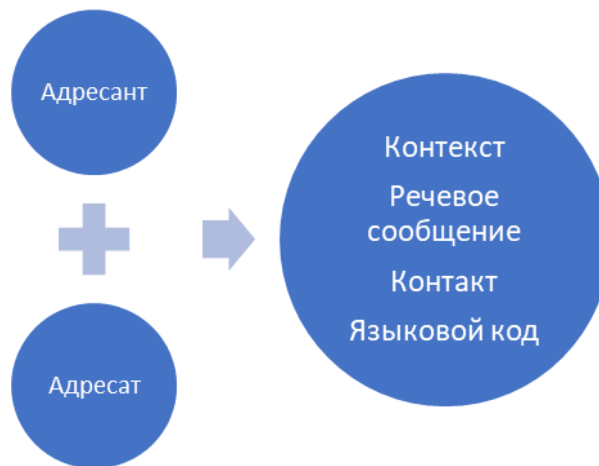 Адресант
Адресат
Контекст
Речевое
сообщение
Контакт
Языковой код